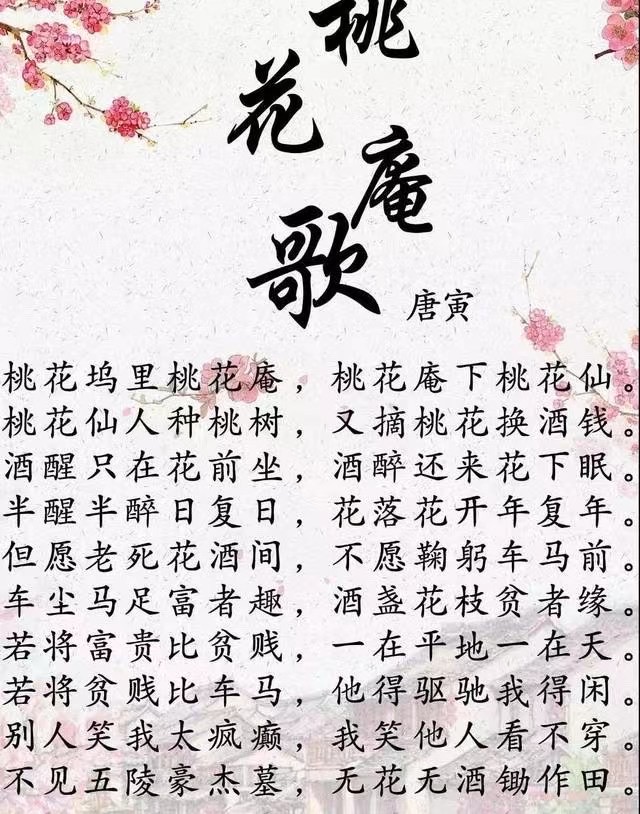 桃花庵歌
唐寅
桃花坞里桃花庵，桃花庵下桃花仙。
桃花仙人种桃树，又摘桃花换酒钱。
酒醒只在花前坐，酒醉还来花下眠。
半醒半醉日复日，花落花开年复年。
但愿老死花酒间，不愿鞠躬车马前。
车尘马足富者趣，酒盏花枝贫者缘。
若将富贵比贫贱，一在平地一在天。
若将贫贱比车马，他得驱驰我得闲。
别人笑我太疯癫，我笑他人看不穿。
不见五陵豪杰墓，无花无酒锄作田。